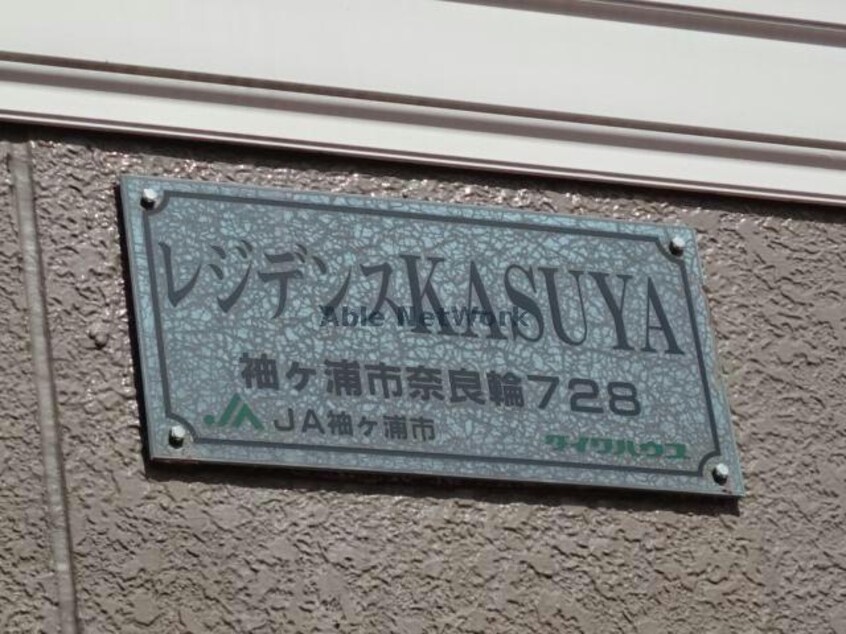 レジデンスKASUYA
Able NetWork
袖ヶ浦市奈良輪728
JA JA袖ヶ浦市
ダイワハウス